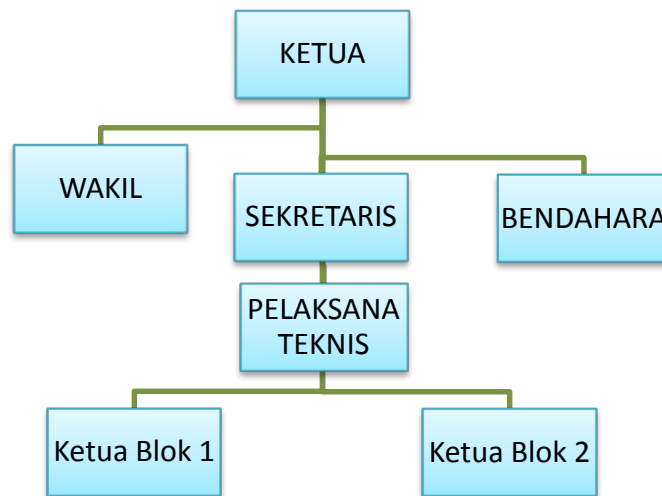 KETUA
WAKIL
SEKRETARIS
BENDAHARA
PELAKSANA
TEKNIS
Ketua Blok 1
Ketua Blok 2